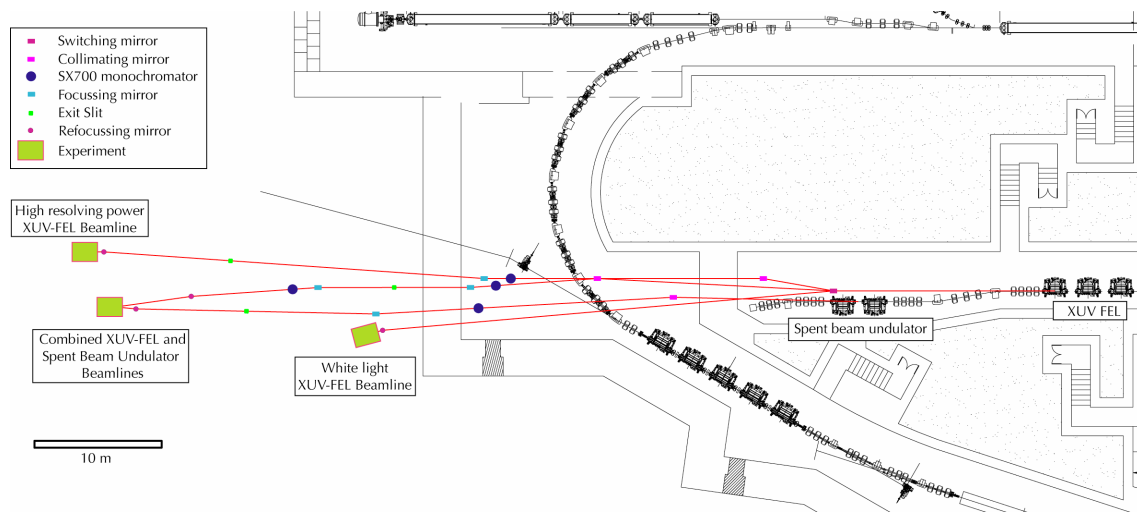 Switching mirror
Collimating mirror
SX700 monochromator
Focussing mirror
Exit Slit
Refocussing mirror
Experiment
High resolving power
XUV-FEL Beamline
XUV FEL
Spent beam undulator
Combined XUV-FEL and
Spent Beam Undulator
Beamlines
White light
XUV-FEL Beamline
10 m